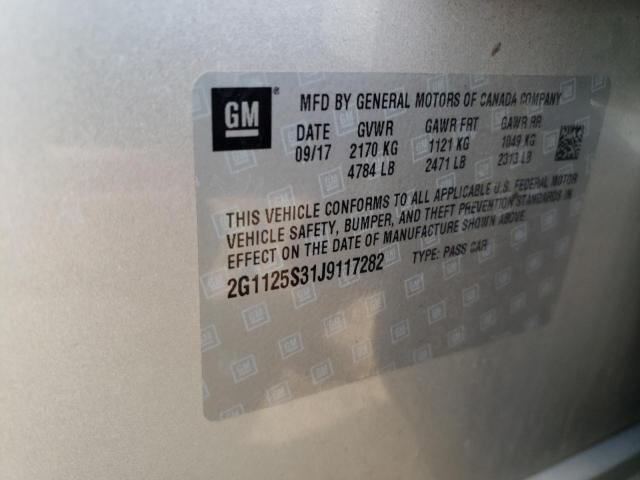 GM ® MFD BY GENERAL MOTORS OF CANADA COMPANY
DATE GVWR GAWR FRT GAWR RR
09/17 2170 KG 1121 KG 1049 KG
4784 LB 2471 LB 2313 LB
THIS VEHICLE CONFORMS TO ALL APPLICABLE U.S. FEDERAL MOTOR
VEHICLE SAFETY, BUMPER, AND THEFT PREVENTION STANDARDS IN
EFFECT ON THE DATE OF MANUFACTURE SHOWN ABOVE.
2G1125S31J9117282 TYPE: PASS CAR